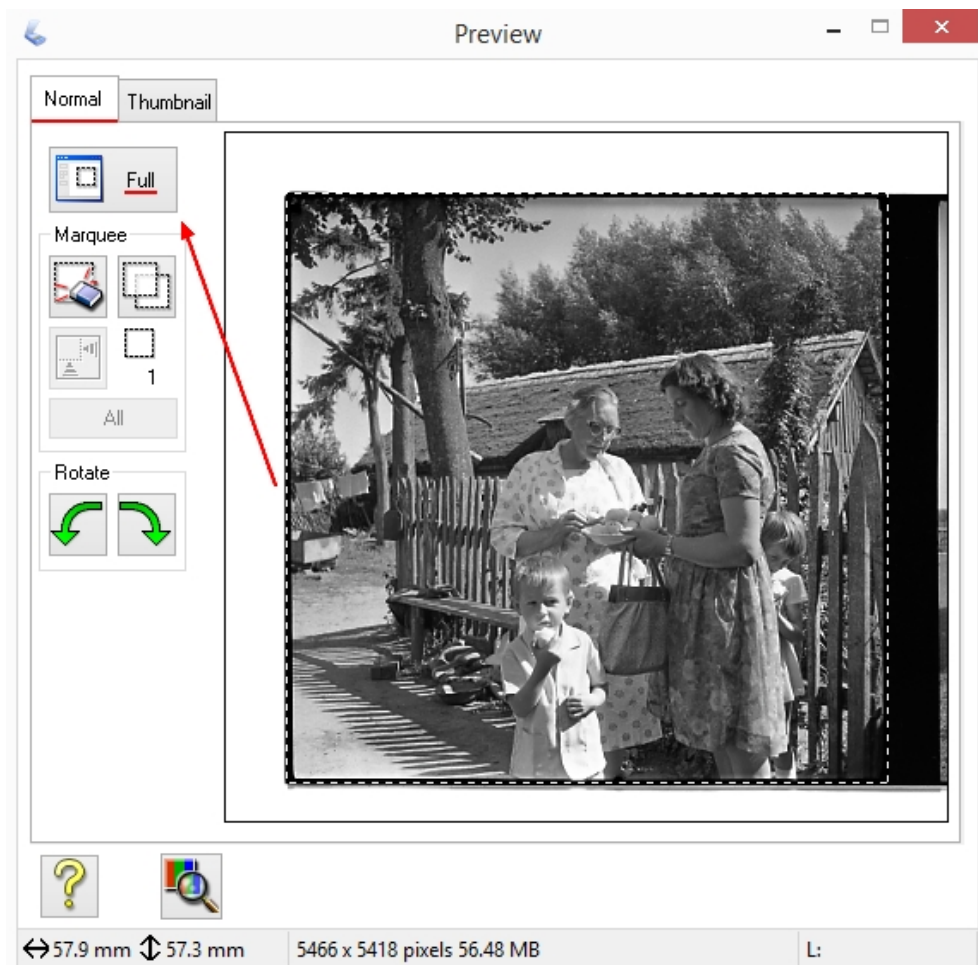 Preview
Normal Thumbnail
Full
Marquee
1
All
Rotate
57.9 mm 57.3 mm 5466 x 5418 pixels 56.48 MB L: